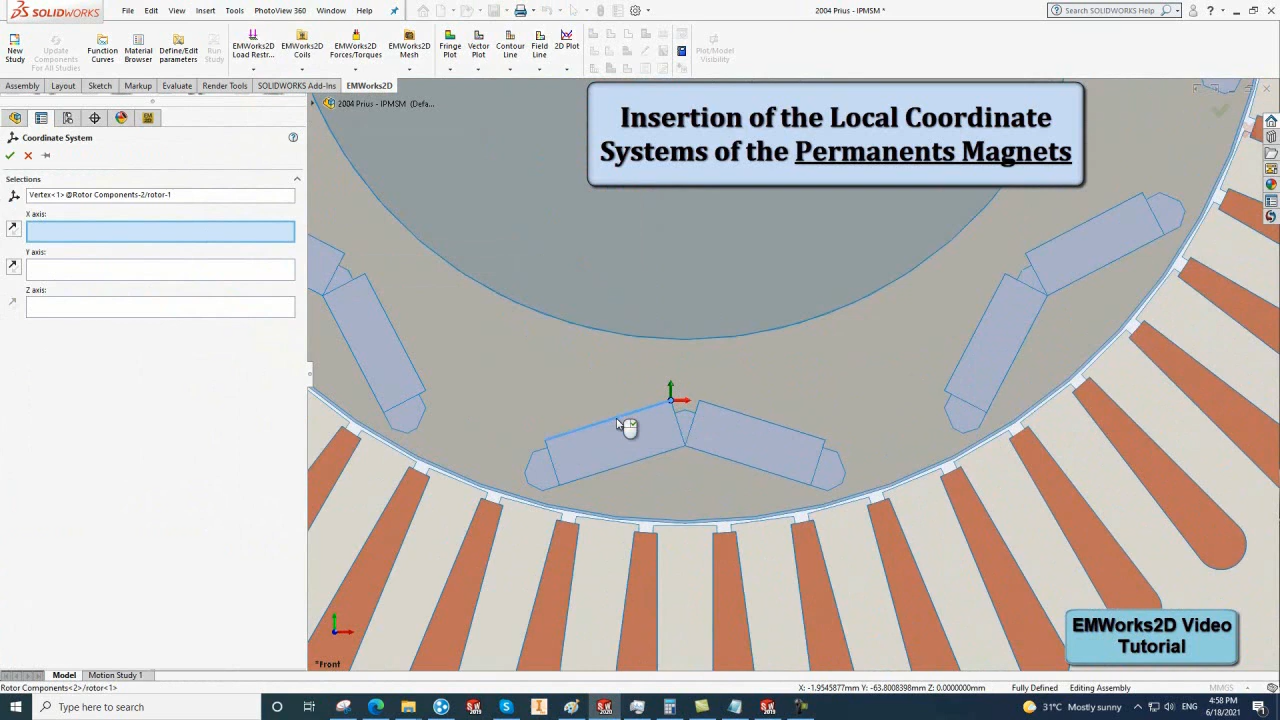 SOLIDWORKS
File Edit View Insert Tools PhotoView 360 Window Help
2004 Prius - IPMSM *
Search SOLIDWORKS Help
New Study
Update Components For All Studies
Function Curves
Material Browser
Define/Edit parameters
Run Study
EMWorks2D Load Restr...
EMWorks2D Coils
EMWorks2D Forces/Torques
EMWorks2D Mesh
Fringe Plot
Vector Plot
Contour Line
Field Line
2D Plot
Plot/Model Visibility
Assembly Layout Sketch Markup Evaluate Render Tools SOLIDWORKS Add-Ins EMWorks2D
2004 Prius - IPMSM (Defa...
Insertion of the Local Coordinate
Systems of the Permanents Magnets
Coordinate System
Selections
Vertex<1>@Rotor Components-2/rotor-1
X axis:
Y axis:
Z axis:
*Front
EMWorks2D Video
Tutorial
Model Motion Study 1
Rotor Components<2>/rotor<1>
X: -1.9545877mm Y: -63.8008398mm Z: 0.0000000mm Fully Defined Editing Assembly MMGS
Type here to search
31°C Mostly sunny
ENG
4:58 PM
6/18/2021